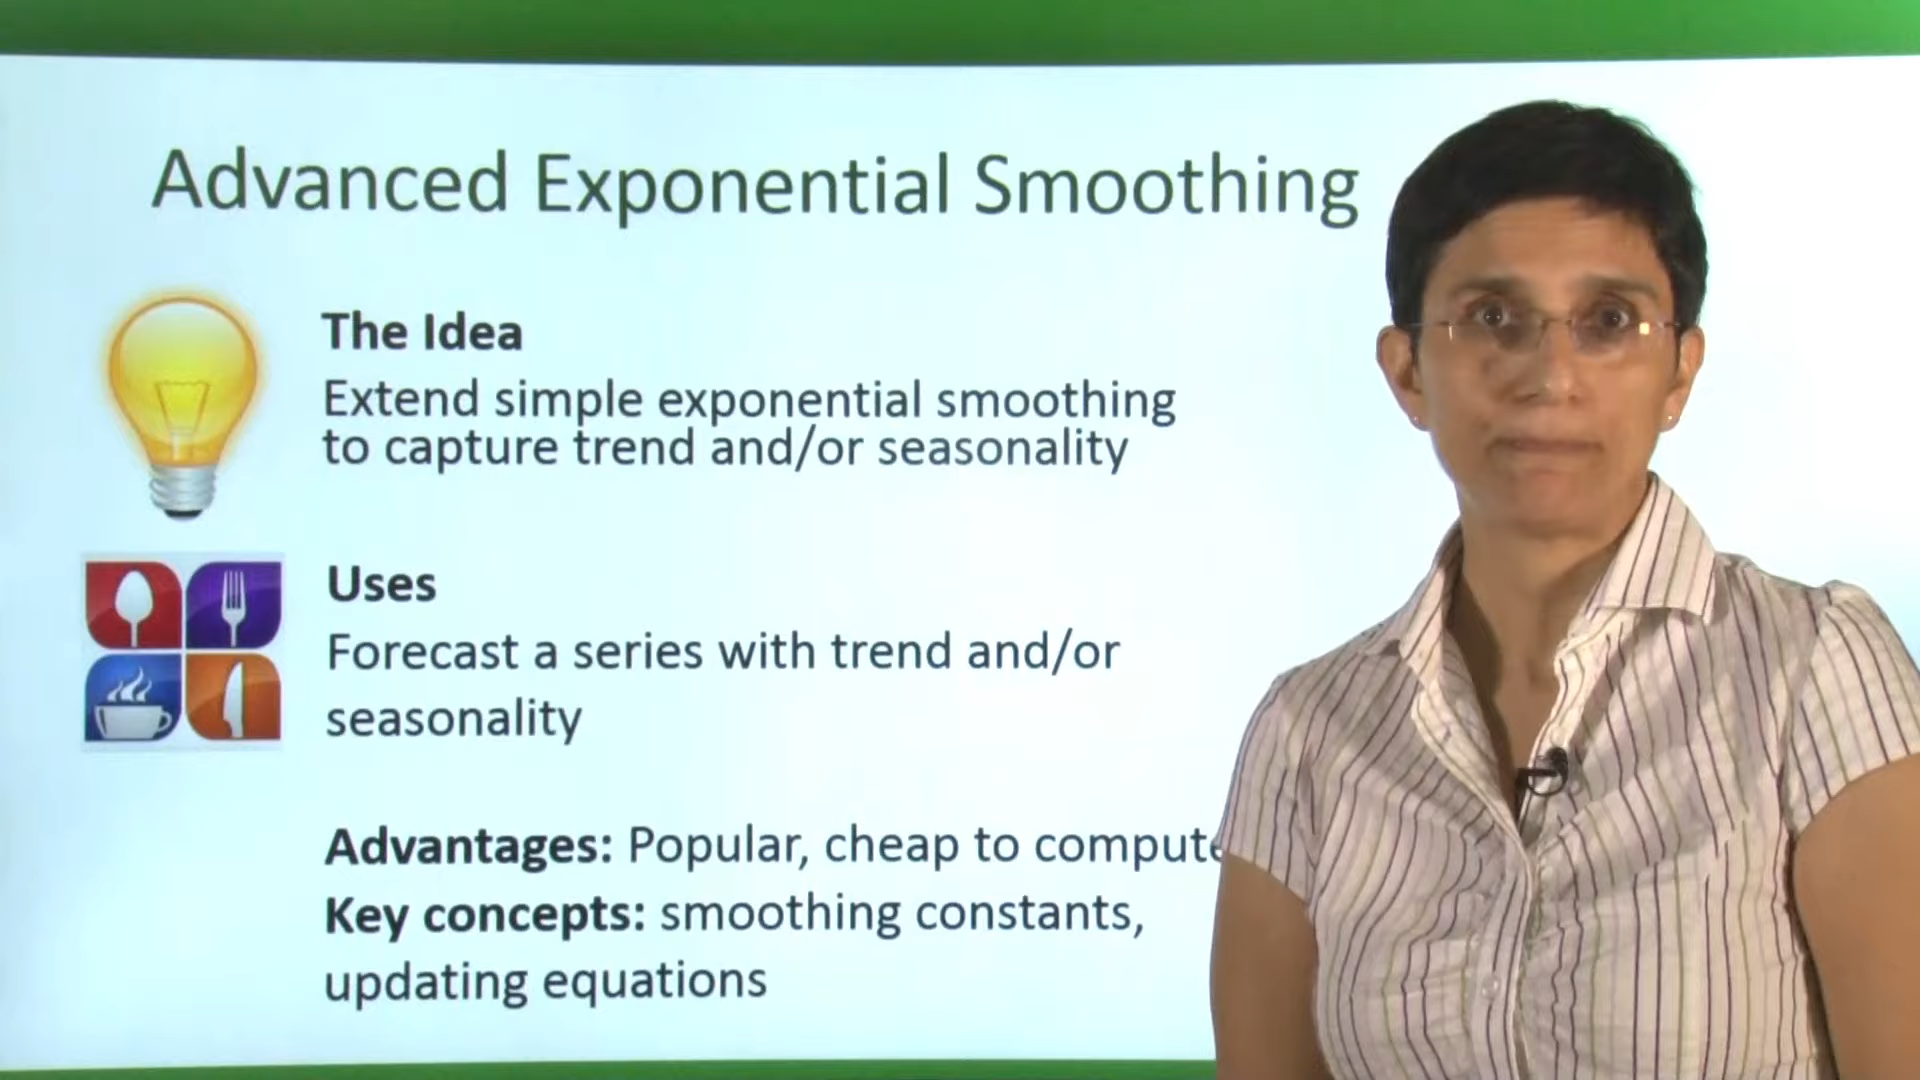 Advanced Exponential Smoothing
The Idea
Extend simple exponential smoothing
to capture trend and/or seasonality
Uses
Forecast a series with trend and/or
seasonality
Advantages: Popular, cheap to compute
Key concepts: smoothing constants,
updating equations